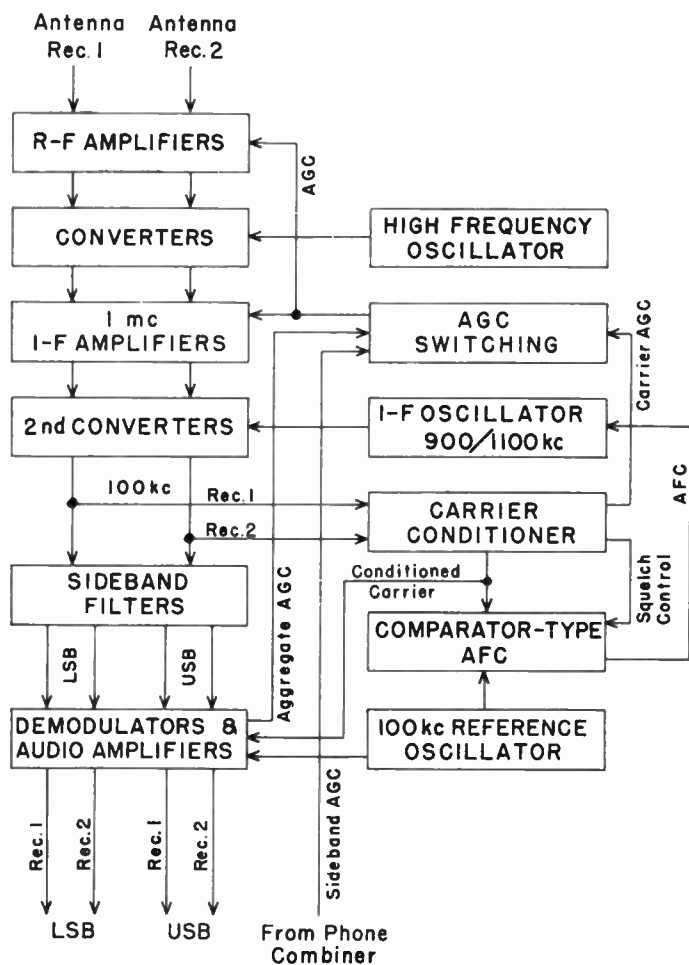 Antenna Rec. 1
Antenna Rec. 2
R-F AMPLIFIERS
AGC
CONVERTERS
HIGH FREQUENCY
OSCILLATOR
1 mc
I-F AMPLIFIERS
AGC
SWITCHING
Carrier AGC
2nd CONVERTERS
I-F OSCILLATOR
900/1100kc
AFC
100kc
Rec.1
Rec.2
CARRIER
CONDITIONER
SIDEBAND
FILTERS
Aggregate AGC
Conditioned
Carrier
Squelch
Control
COMPARATOR-TYPE
AFC
LSB
USB
DEMODULATORS &
AUDIO AMPLIFIERS
100kc REFERENCE
OSCILLATOR
Sideband AGC
Rec.1
Rec.2
Rec.1
Rec.2
LSB
USB
From Phone
Combiner